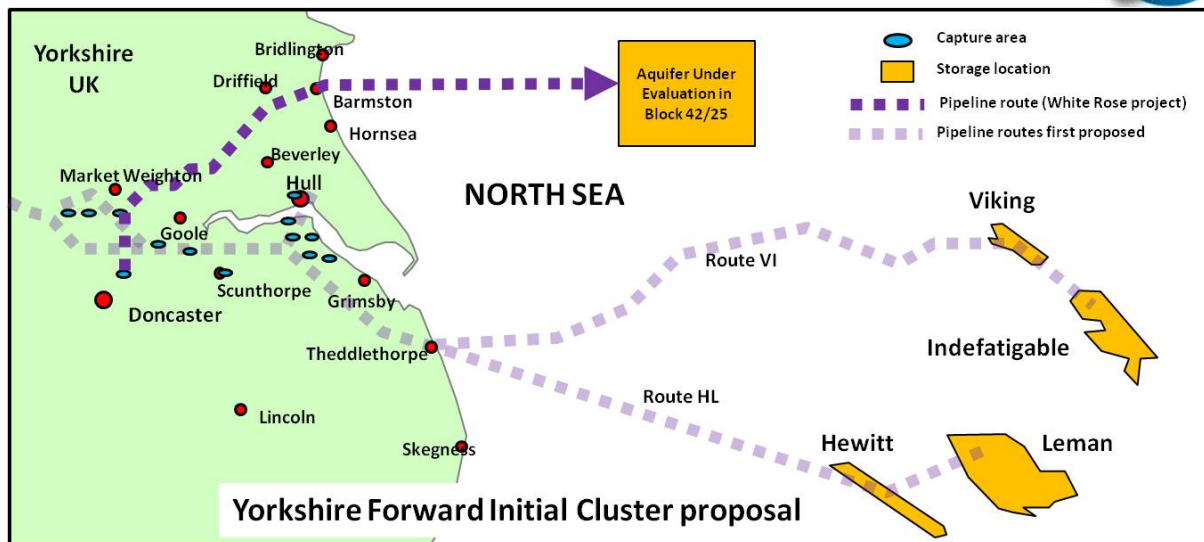 Yorkshire
UK
Bridlington
Driffield
Barmston
Hornsea
Beverley
Market Weighton
Hull
Goole
Scunthorpe
Grimsby
Doncaster
Theddlethorpe
Lincoln
Skegness
Aquifer Under
Evaluation in
Block 42/25
NORTH SEA
Capture area
Storage location
Pipeline route (White Rose project)
Pipeline routes first proposed
Viking
Route VI
Indefatigable
Route HL
Hewitt
Leman
Yorkshire Forward Initial Cluster proposal